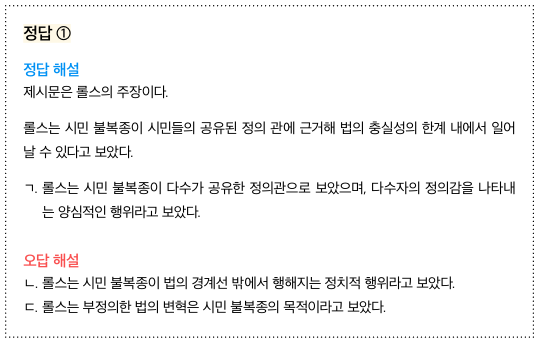 정답 ①
정답 해설
제시문은 롤스의 주장이다.
롤스는 시민 불복종이 시민들의 공유된 정의 관에 근거해 법의 충실성의 한계 내에서 일어
날 수 있다고 보았다.
ㄱ. 롤스는 시민 불복종이 다수가 공유한 정의관으로 보았으며, 다수자의 정의감을 나타내
는 양심적인 행위라고 보았다.
오답 해설
ㄴ. 롤스는 시민 불복종이 법의 경계선 밖에서 행해지는 정치적 행위라고 보았다.
ㄷ. 롤스는 부정의한 법의 변혁은 시민 불복종의 목적이라고 보았다.